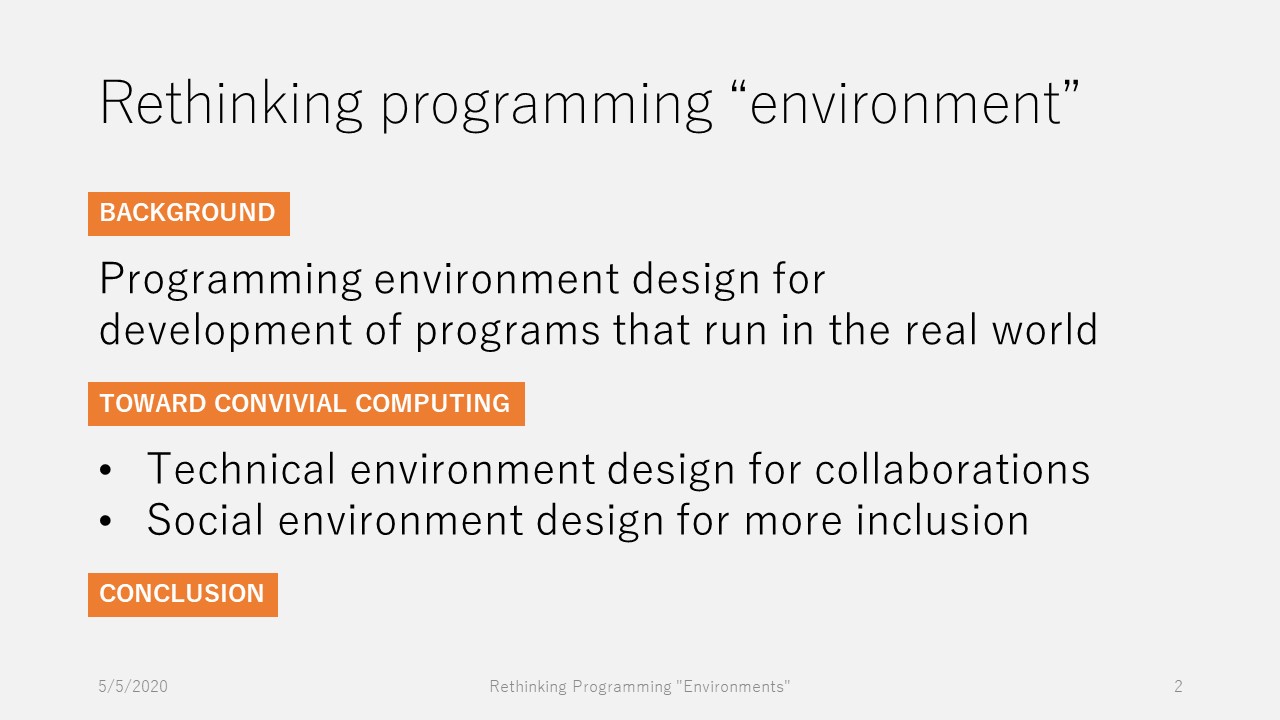 Rethinking programming “environment”
BACKGROUND
Programming environment design for
development of programs that run in the real world
TOWARD CONVIVIAL COMPUTING
• Technical environment design for collaborations
• Social environment design for more inclusion
CONCLUSION
5/5/2020
Rethinking Programming "Environments"
2